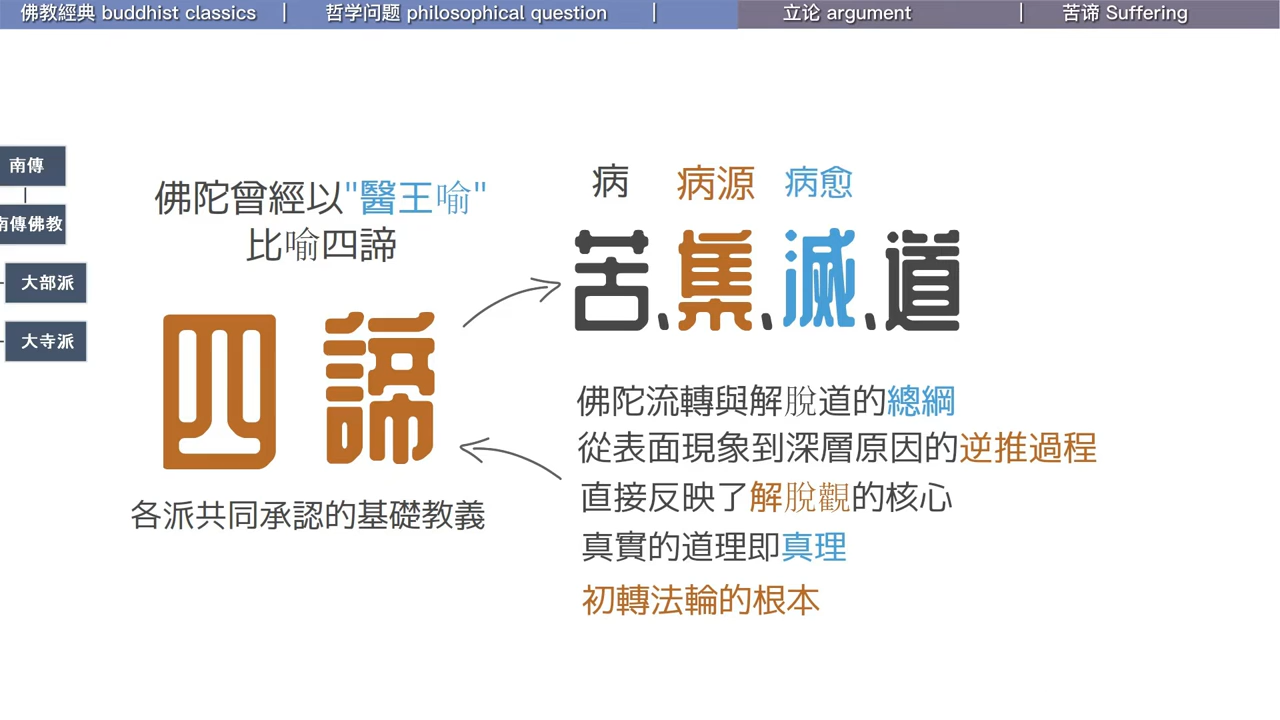 佛教經典 buddhist classics | 哲学问题 philosophical question | 立论 argument | 苦谛 Suffering
南傳
南傳佛教
大部派
大寺派
佛陀曾經以"醫王喻"
比喻四諦
四諦
各派共同承認的基礎教義
病 病源 病愈
苦、集、滅、道
佛陀流轉與解脫道的總綱
從表面現象到深層原因的逆推過程
直接反映了解脫觀的核心
真實的道理即真理
初轉法輪的根本